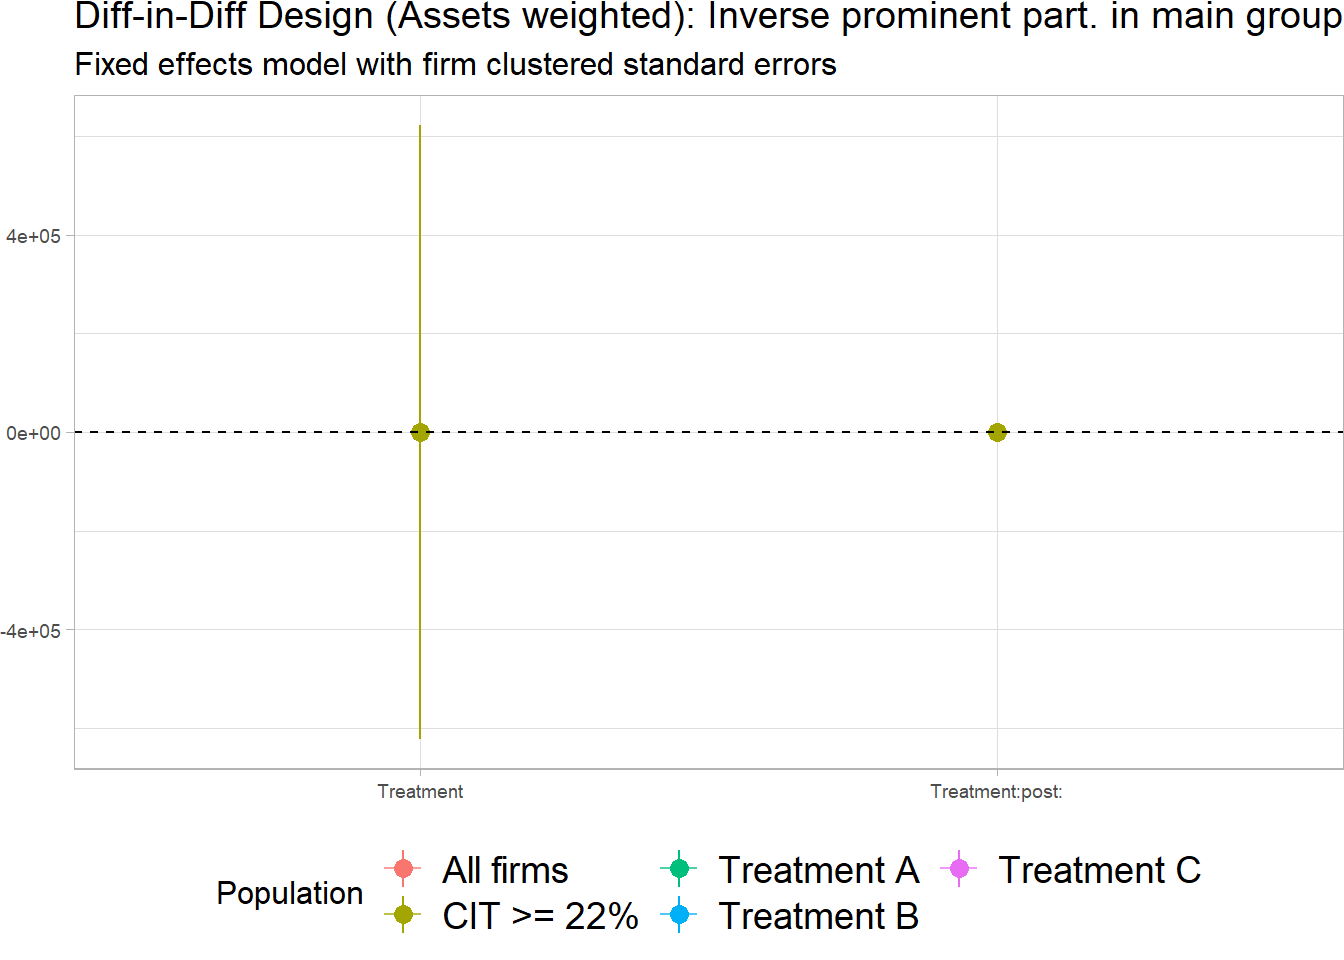 Diff-in-Diff Design (Assets weighted): Inverse prominent part. in main group
Fixed effects model with firm clustered standard errors
4e+05
0e+00
-4e+05
Treatment
Treatment:post:
Population
All firms
Treatment A
Treatment C
CIT >= 22%
Treatment B